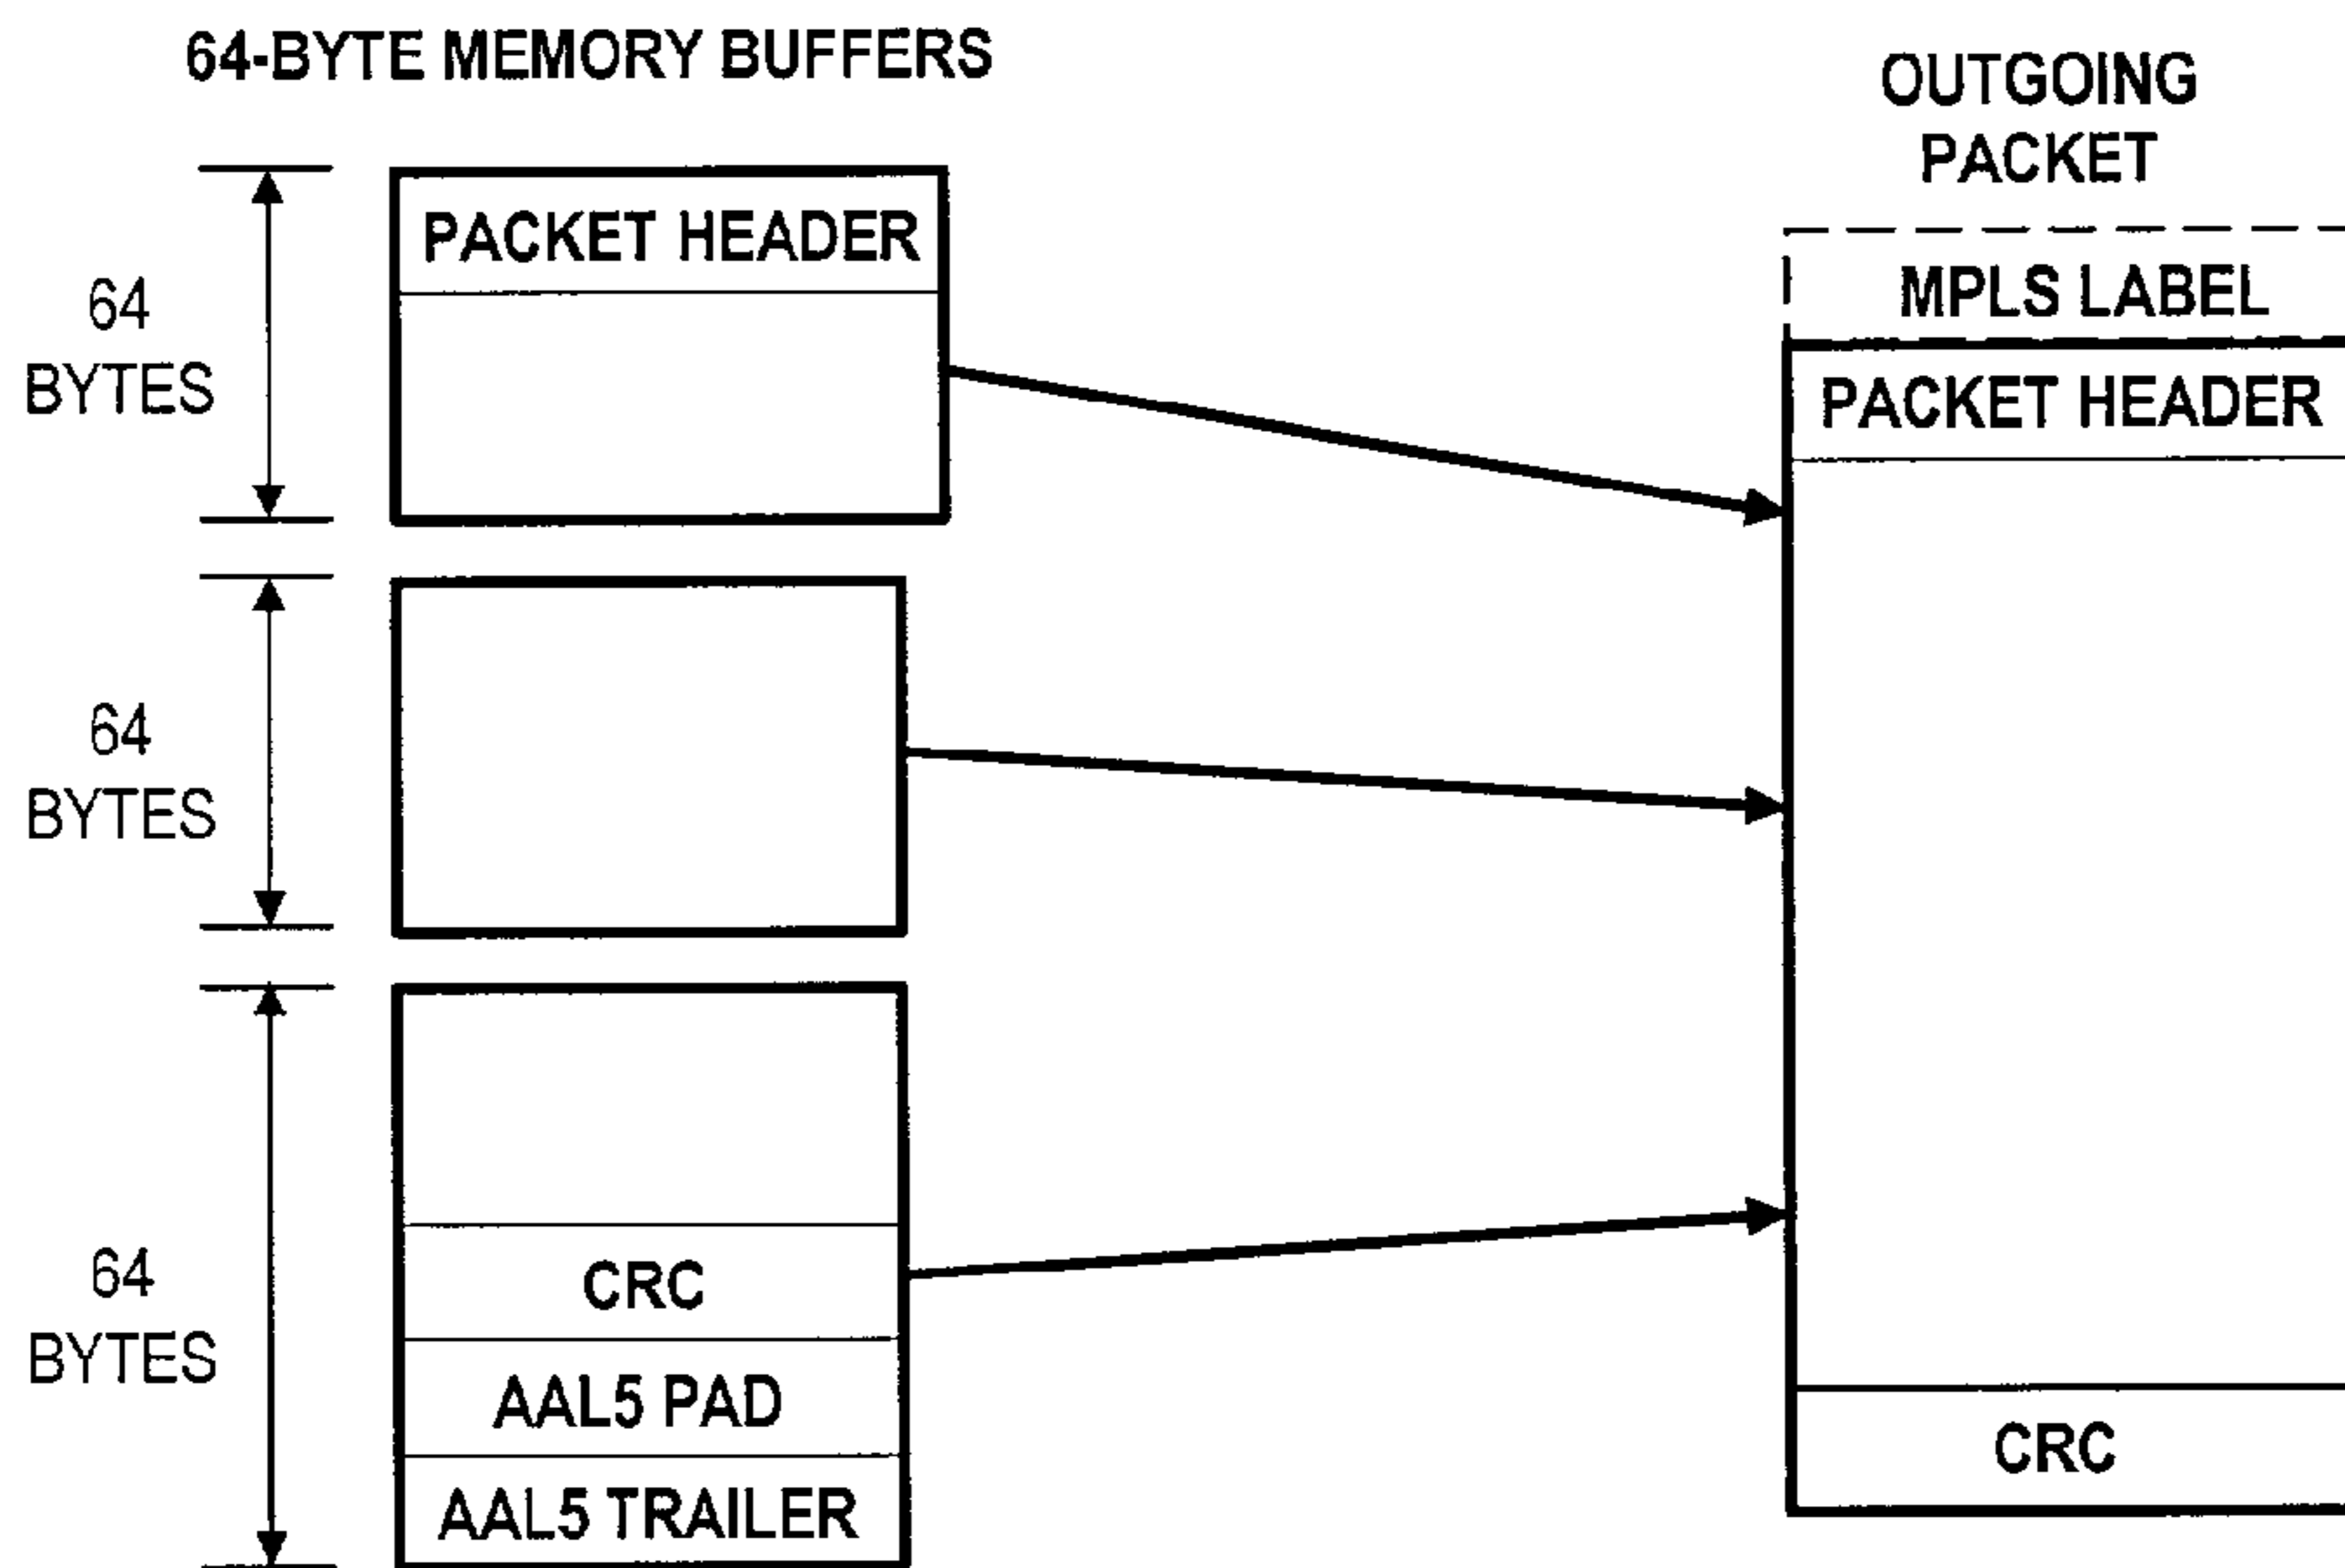 64-BYTE MEMORY BUFFERS
64
BYTES
PACKET HEADER
64
BYTES
64
BYTES
CRC
AAL5 PAD
AAL5 TRAILER
OUTGOING
PACKET
MPLS LABEL
PACKET HEADER
CRC